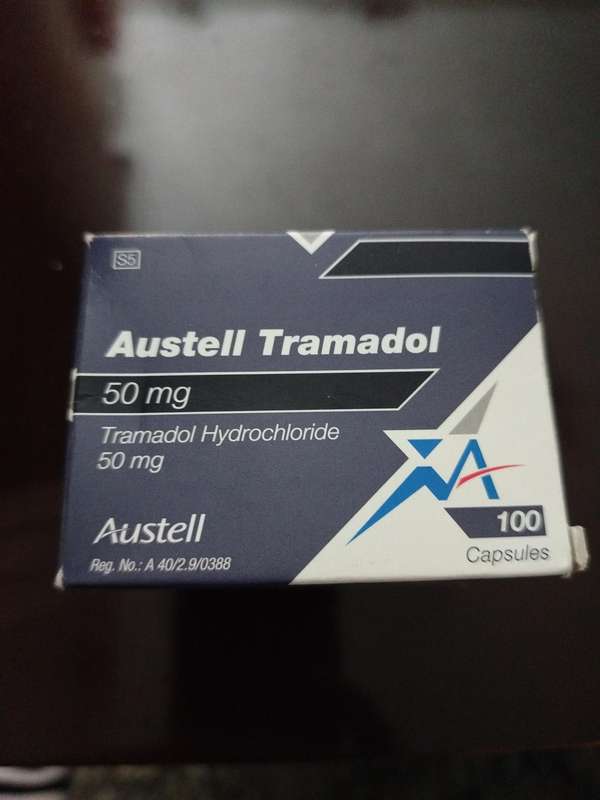 S5
Austell Tramadol
50 mg
Tramadol Hydrochloride
50 mg
Austell
Reg. No.: A 40/2.9/0388
A
100
Capsules